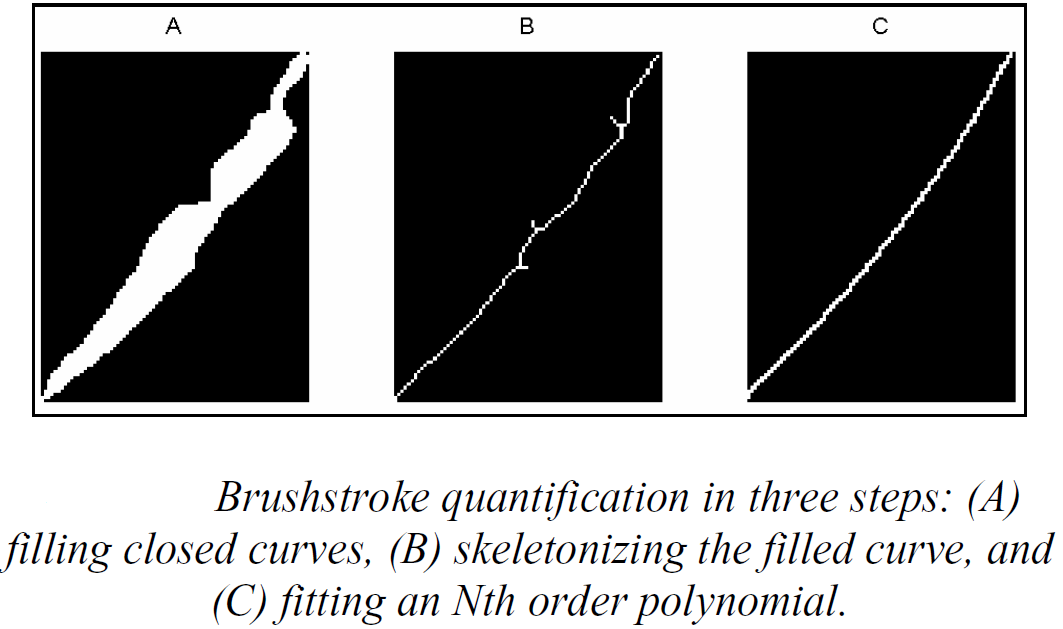 A B C
Brushstroke quantification in three steps: (A)
filling closed curves, (B) skeletonizing the filled curve, and
(C) fitting an Nth order polynomial.